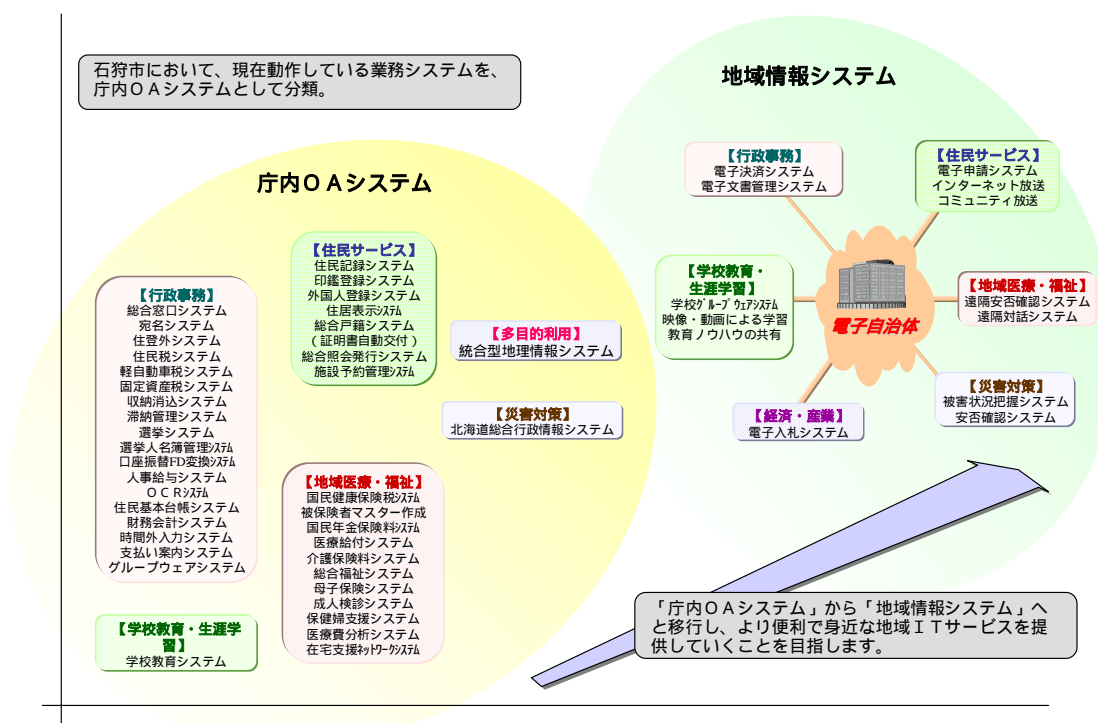 石狩市において、現在動作している業務システムを、
庁内ＯＡシステムとして分類。
庁内ＯＡシステム
【行政事務】
総合窓口システム
宛名システム
住登外システム
住民税システム
軽自動車税システム
固定資産税システム
収納消込システム
滞納管理システム
選挙システム
選挙人名簿管理ｼｽﾃﾑ
口座振替FD変換ｼｽﾃﾑ
人事給与システム
ＯＣＲｼｽﾃﾑ
住民基本台帳システム
財務会計システム
時間外入力システム
支払い案内システム
グループウェアシステム
【学校教育・生涯学
習】
学校教育システム
【住民サービス】
住民記録システム
印鑑登録システム
外国人登録システム
住居表示ｼｽﾃﾑ
総合戸籍システム
（証明書自動交付）
総合照会発行システム
施設予約管理ｼｽﾃﾑ
【地域医療・福祉】
国民健康保険税ｼｽﾃﾑ
被保険者マスター作成
国民年金保険料ｼｽﾃﾑ
医療給付システム
介護保険料システム
総合福祉システム
母子保険システム
成人検診システム
保健婦支援システム
医療費分析システム
在宅支援ﾈｯﾄﾜｰｸｼｽﾃﾑ
【多目的利用】
統合型地理情報システム
【災害対策】
北海道総合行政情報システム
地域情報システム
【行政事務】
電子決済システム
電子文書管理システム
【住民サービス】
電子申請システム
インターネット放送
コミュニティ放送
【学校教育・
生涯学習】
学校ｸﾞﾙｰﾌﾟｳｪｱｼｽﾃﾑ
映像・動画による学習
教育ノウハウの共有
電子自治体
【地域医療・福祉】
遠隔安否確認システム
遠隔対話システム
【経済・産業】
電子入札システム
【災害対策】
被害状況把握システム
安否確認システム
「庁内ＯＡシステム」から「地域情報システム」へ
と移行し、より便利で身近な地域ＩＴサービスを提
供していくことを目指します。